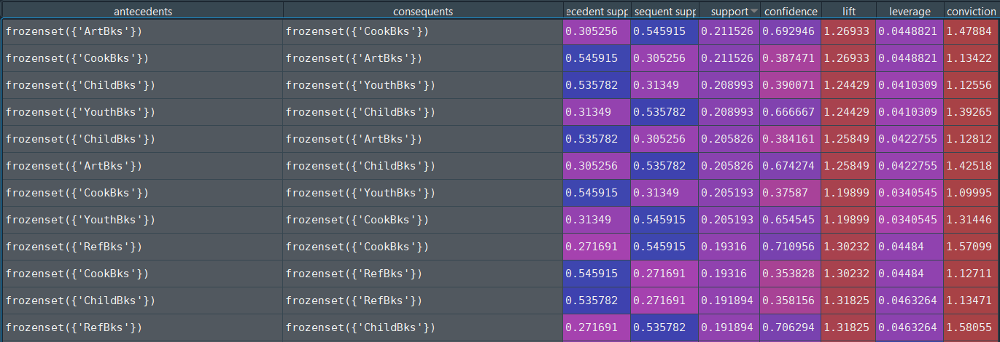 antecedents consequents ecedent supp sequent supp support confidence lift leverage conviction
frozenset({'ArtBks'}) frozenset({'CookBks'}) 0.305256 0.545915 0.211526 0.692946 1.26933 0.0448821 1.47884
frozenset({'CookBks'}) frozenset({'ArtBks'}) 0.545915 0.305256 0.211526 0.387471 1.26933 0.0448821 1.13422
frozenset({'ChildBks'}) frozenset({'YouthBks'}) 0.535782 0.31349 0.208993 0.390071 1.24429 0.0410309 1.12556
frozenset({'YouthBks'}) frozenset({'ChildBks'}) 0.31349 0.535782 0.208993 0.666667 1.24429 0.0410309 1.39265
frozenset({'ChildBks'}) frozenset({'ArtBks'}) 0.535782 0.305256 0.205826 0.384161 1.25849 0.0422755 1.12812
frozenset({'ArtBks'}) frozenset({'ChildBks'}) 0.305256 0.535782 0.205826 0.674274 1.25849 0.0422755 1.42518
frozenset({'CookBks'}) frozenset({'YouthBks'}) 0.545915 0.31349 0.205193 0.37587 1.19899 0.0340545 1.09995
frozenset({'YouthBks'}) frozenset({'CookBks'}) 0.31349 0.545915 0.205193 0.654545 1.19899 0.0340545 1.31446
frozenset({'RefBks'}) frozenset({'CookBks'}) 0.271691 0.545915 0.19316 0.710956 1.30232 0.04484 1.57099
frozenset({'CookBks'}) frozenset({'RefBks'}) 0.545915 0.271691 0.19316 0.353828 1.30232 0.04484 1.12711
frozenset({'ChildBks'}) frozenset({'RefBks'}) 0.535782 0.271691 0.191894 0.358156 1.31825 0.0463264 1.13471
frozenset({'RefBks'}) frozenset({'ChildBks'}) 0.271691 0.535782 0.191894 0.706294 1.31825 0.0463264 1.58055